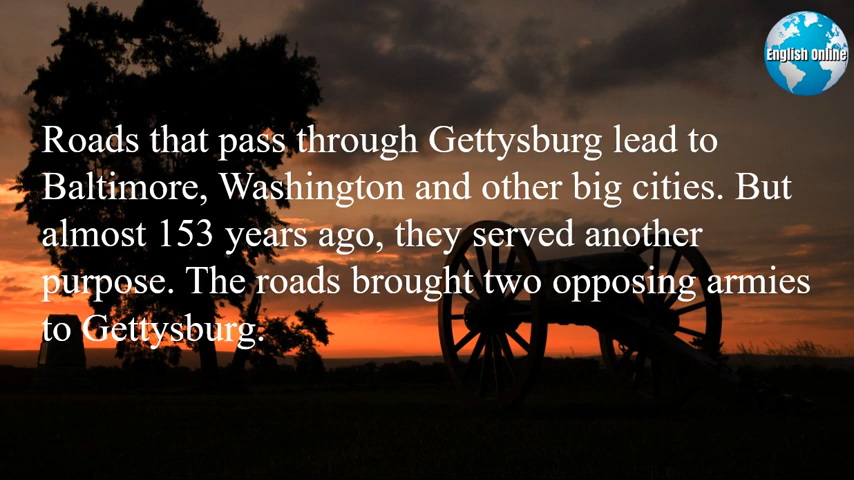 English Online
Roads that pass through Gettysburg lead to
Baltimore, Washington and other big cities. But
almost 153 years ago, they served another
purpose. The roads brought two opposing armies
to Gettysburg.